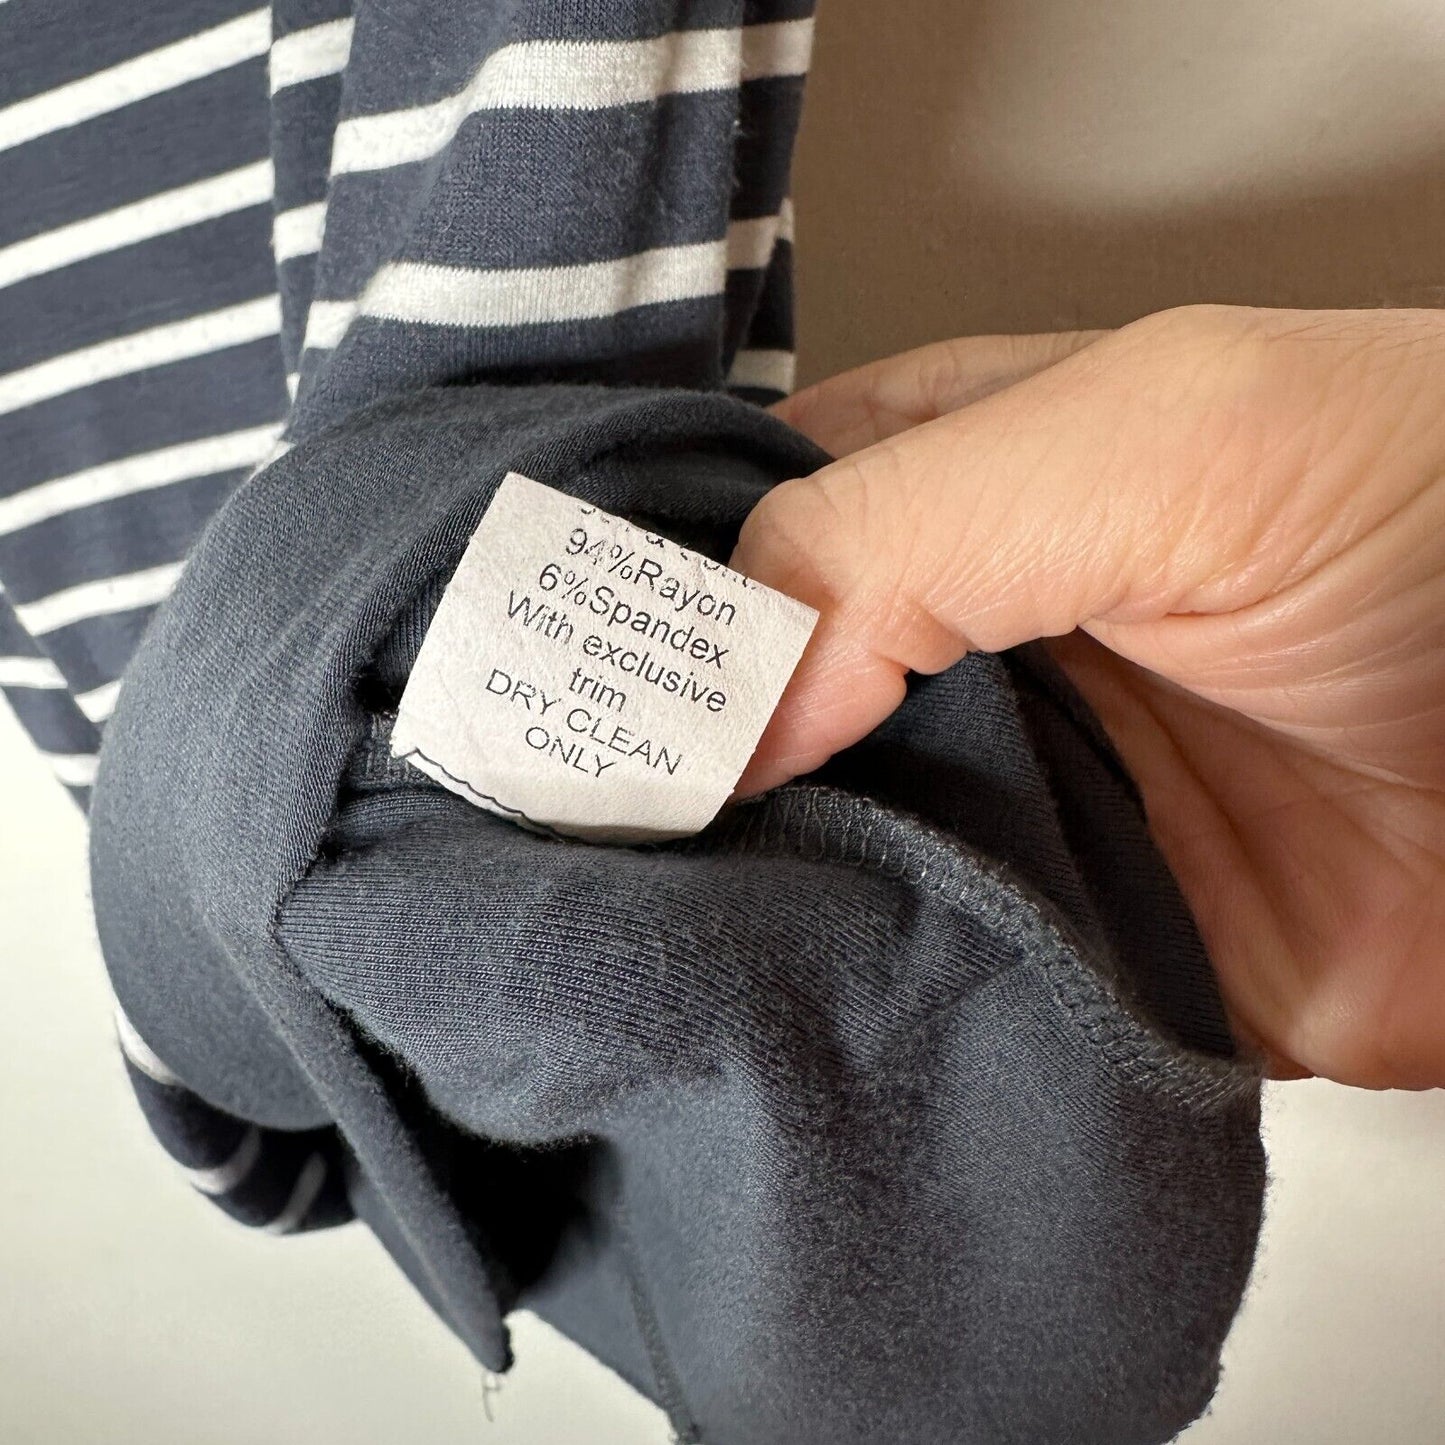 94%Rayon
6%Spandex
With exclusive
trim
DRY CLEAN
ONLY